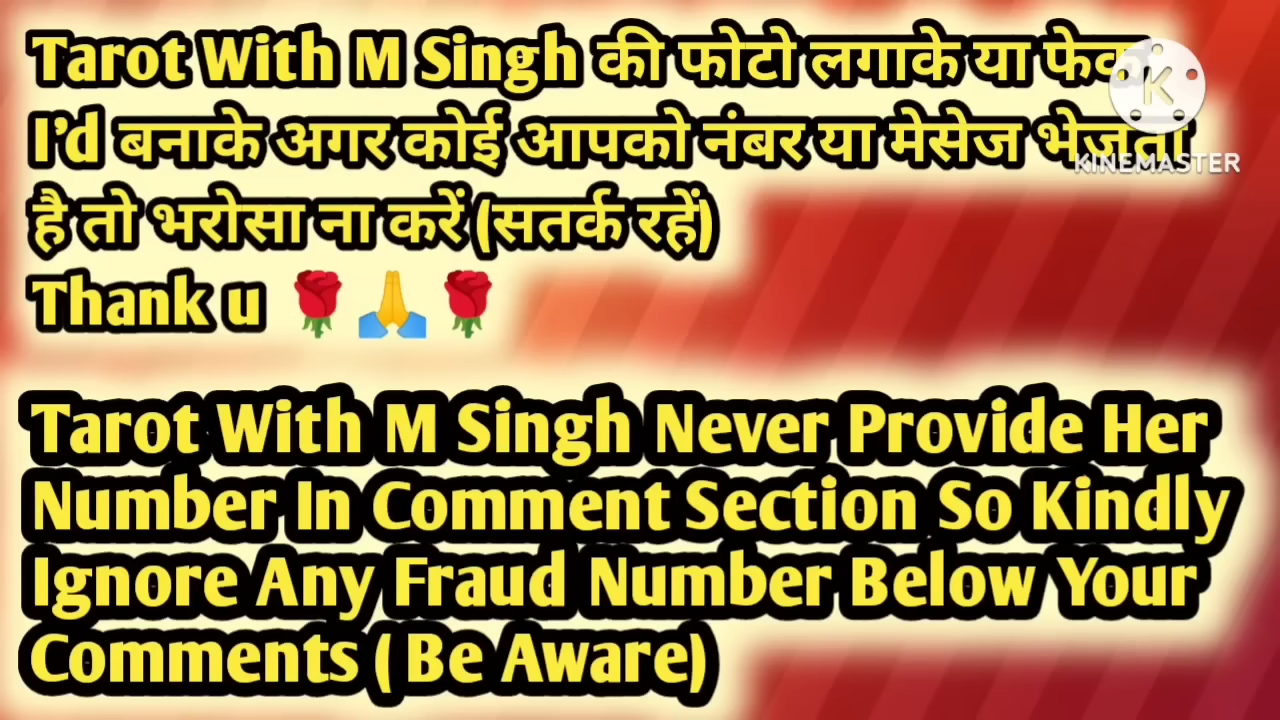 Tarot With M Singh की फोटो लगाके या फेक
I'd बनाके अगर कोई आपको नंबर या मेसेज भेजता
है तो भरोसा ना करें (सतर्क रहें)
Thank u 🌹🙏🌹
K
KINEMASTER
Tarot With M Singh Never Provide Her
Number In Comment Section So Kindly
Ignore Any Fraud Number Below Your
Comments ( Be Aware)